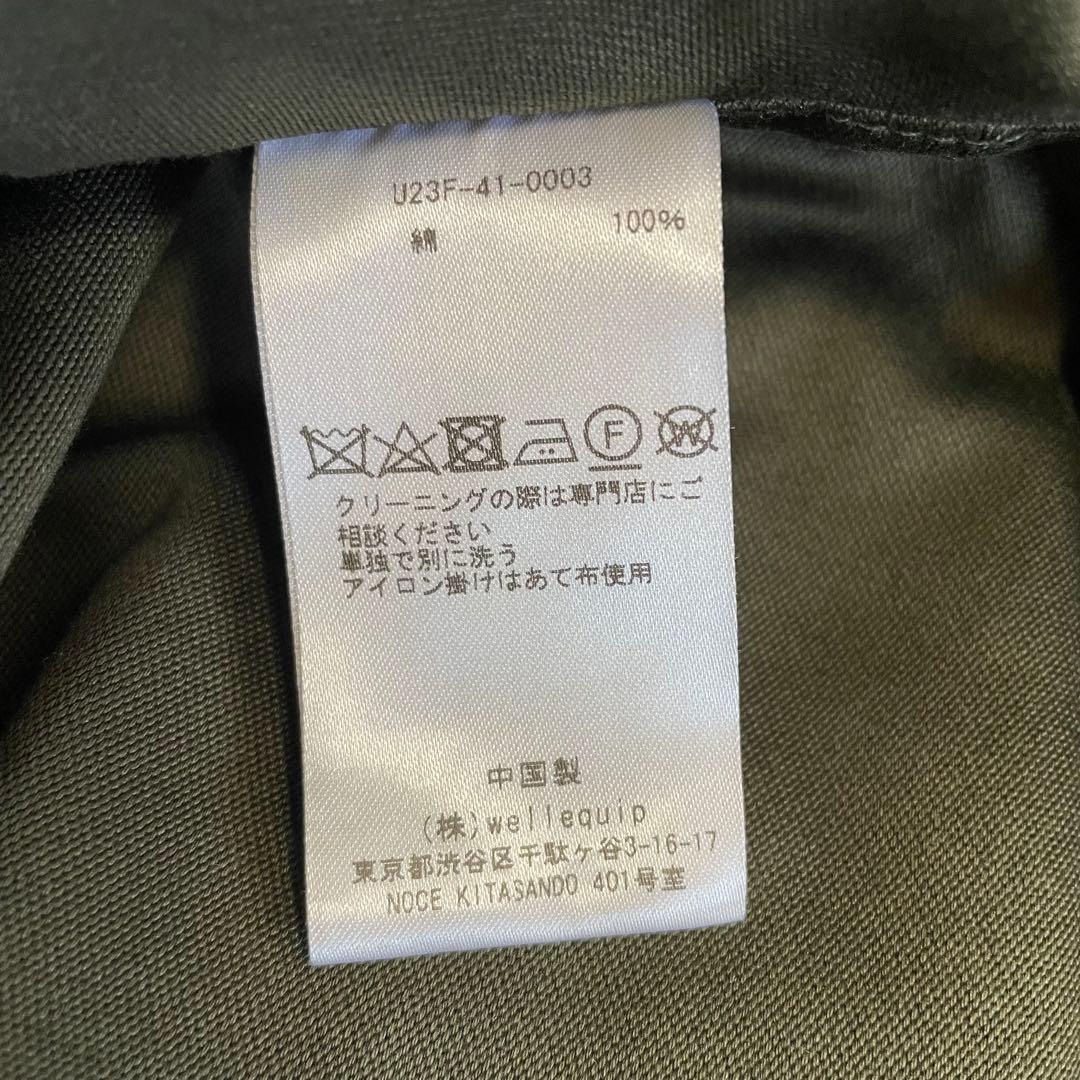 U23F-41-0003
綿 100%
F W
クリーニングの際は専門店にご
相談ください
単独で別に洗う
アイロン掛けはあて布使用
中国製
(株)wellequip
東京都渋谷区千駄ヶ谷3-16-17
NOCE KITASANDO 401号室